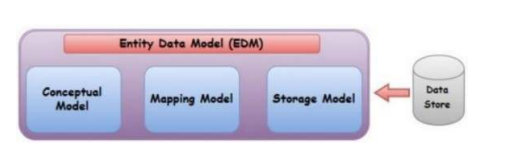 Entity Data Model (EDM)
Conceptual
Model
Mapping Model
Storage Model
Data
Store